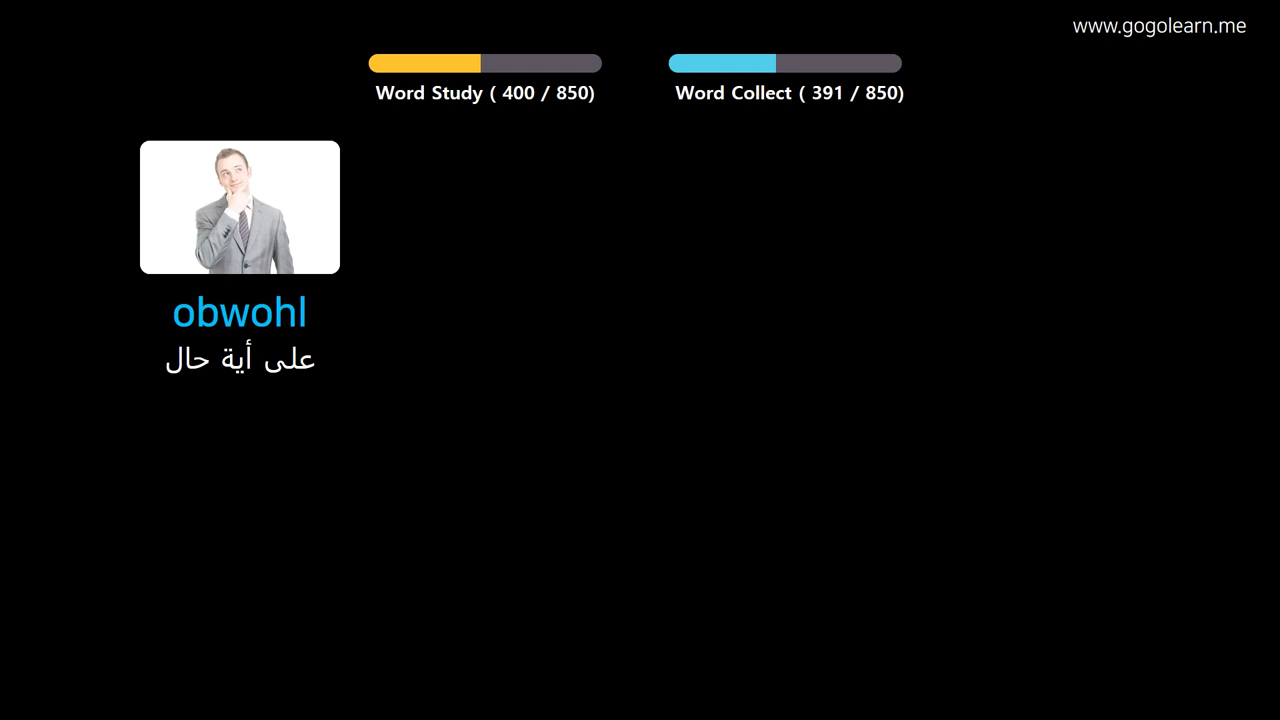 www.gogolearn.me
Word Study ( 400 / 850)
Word Collect ( 391 / 850)
obwohl
على أية حال